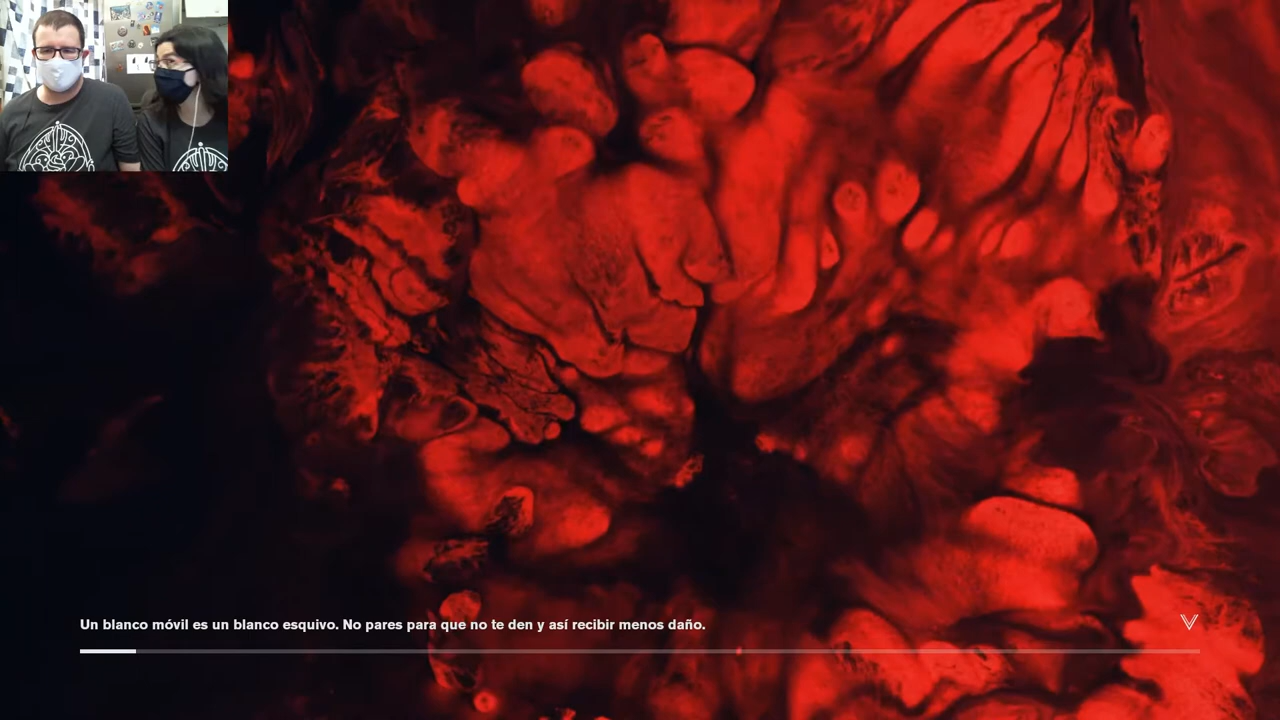 Un blanco móvil es un blanco esquivo. No pares para que no te den y así recibir menos daño.